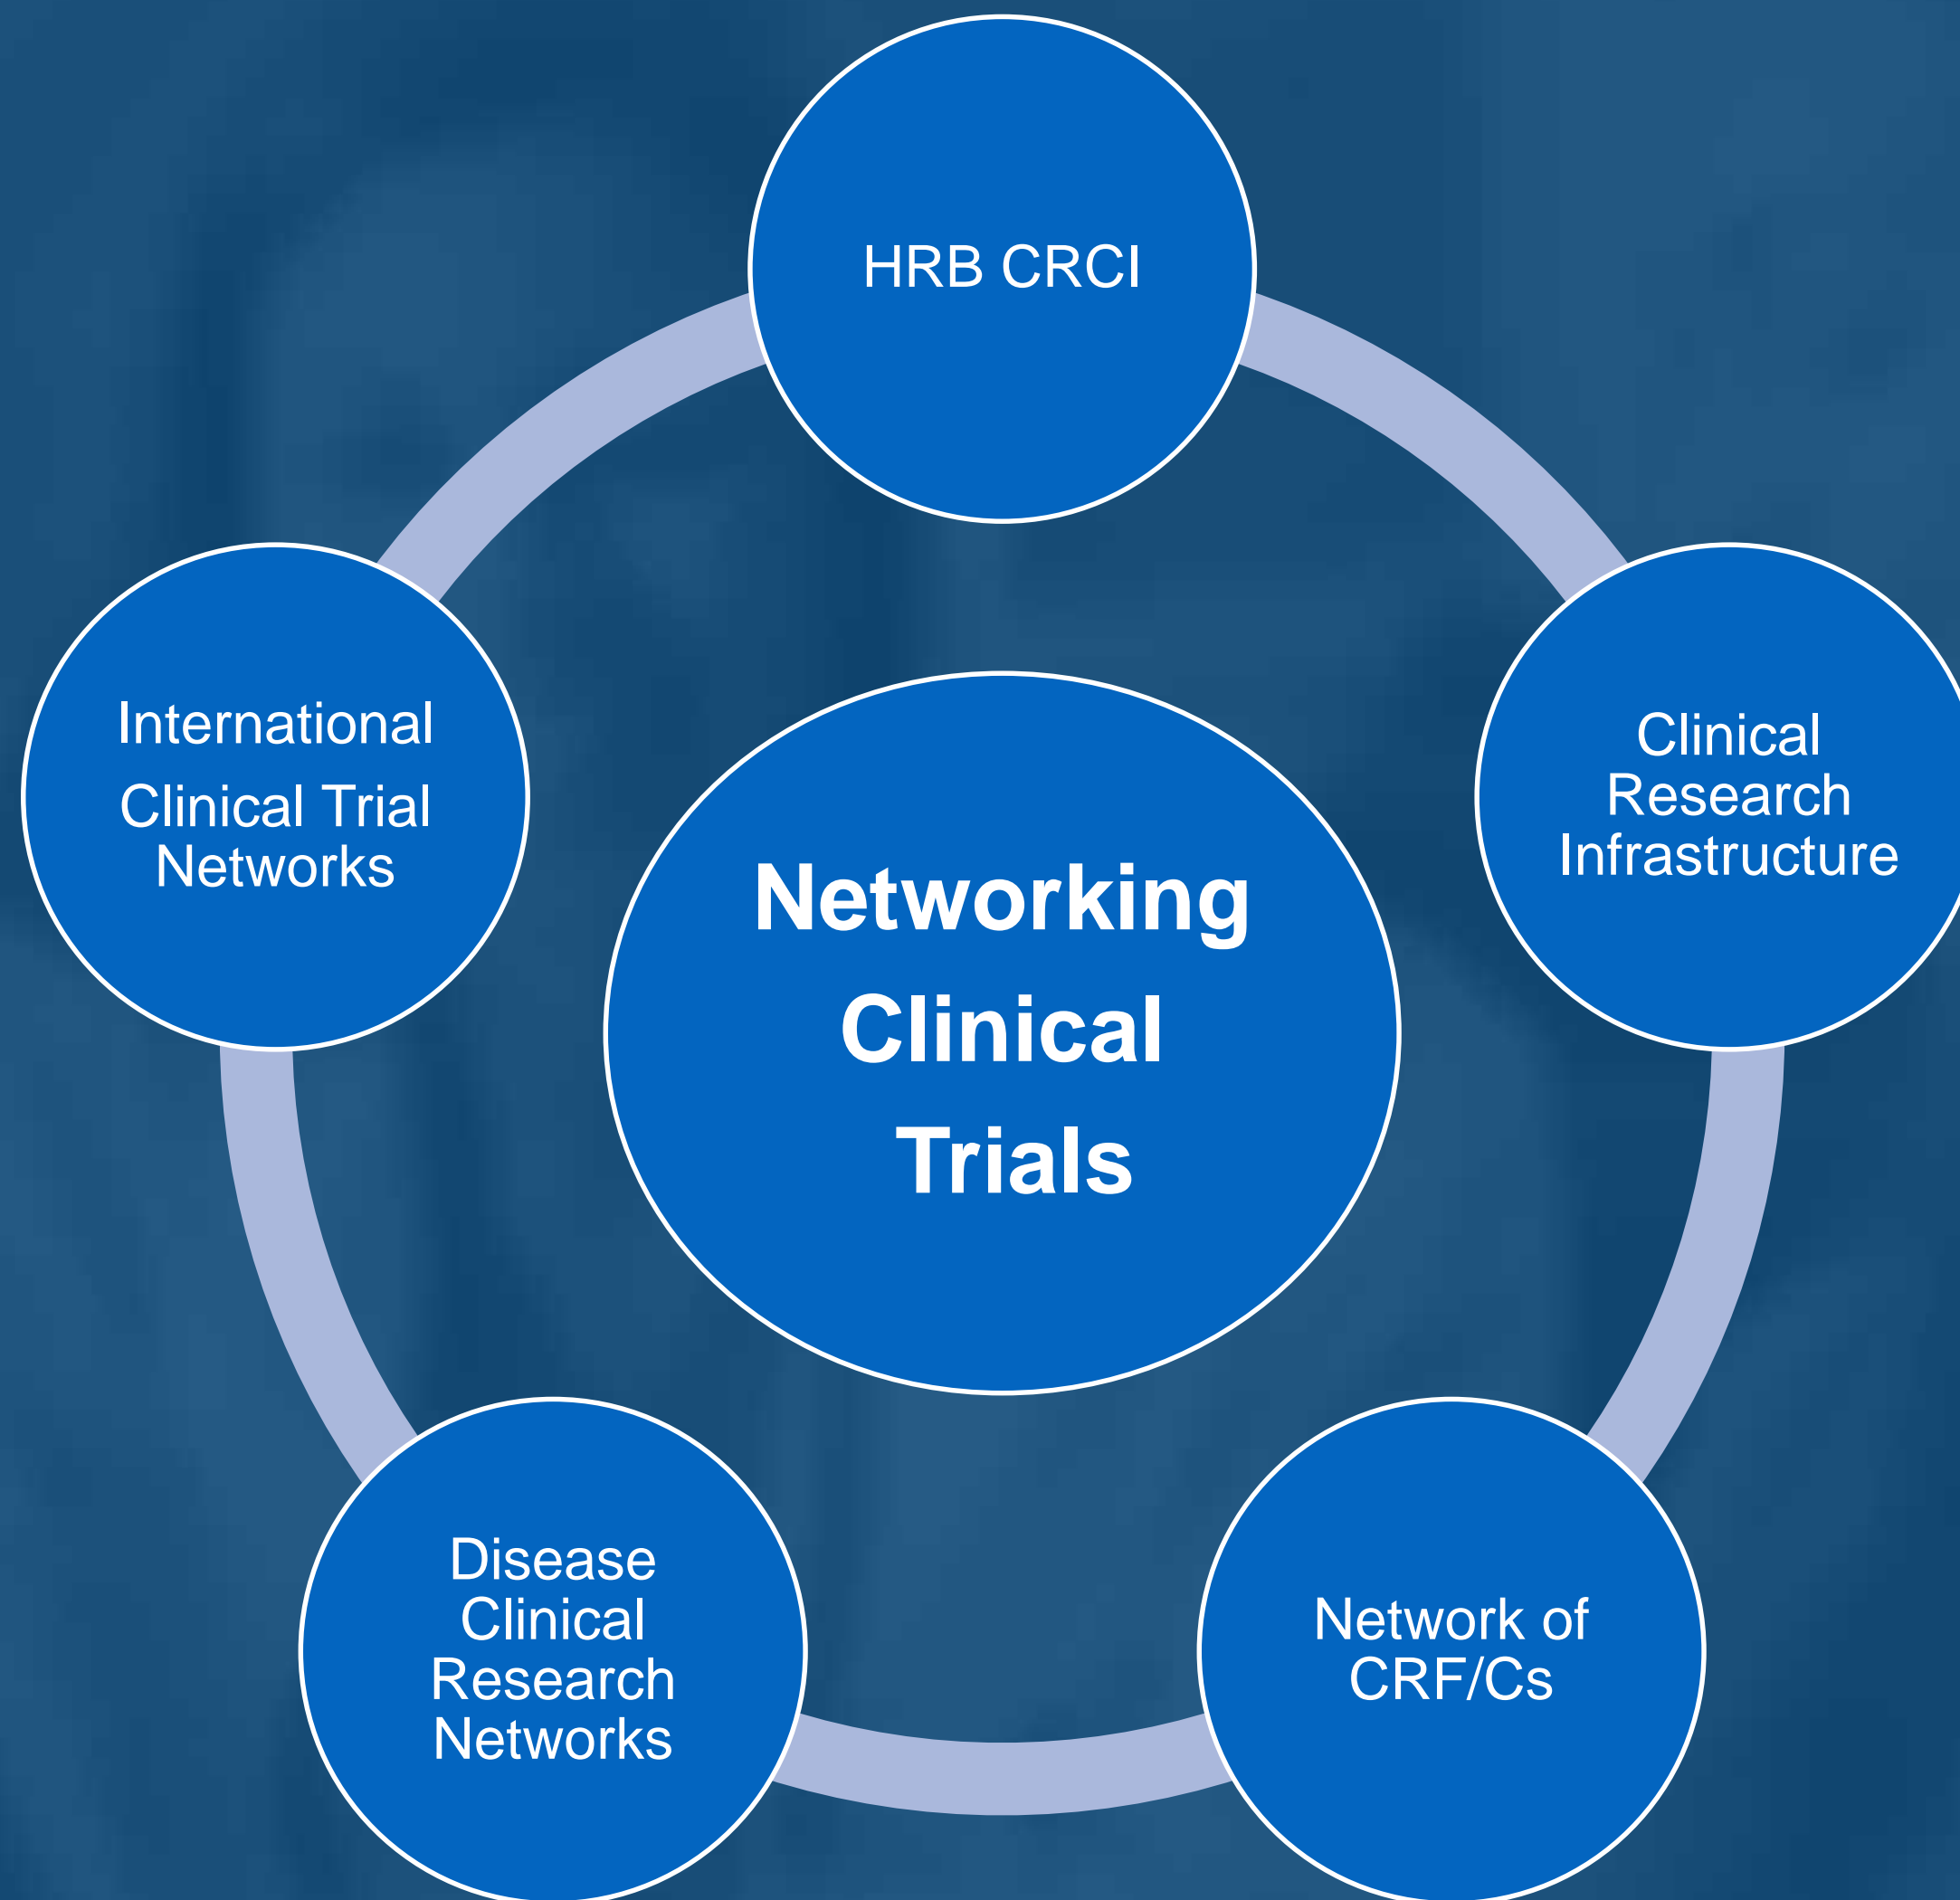 HRB CRCI
International
Clinical Trial
Networks
Clinical
Research
Infrastructure
Networking
Clinical
Trials
Disease
Clinical
Research
Networks
Network of
CRF/Cs